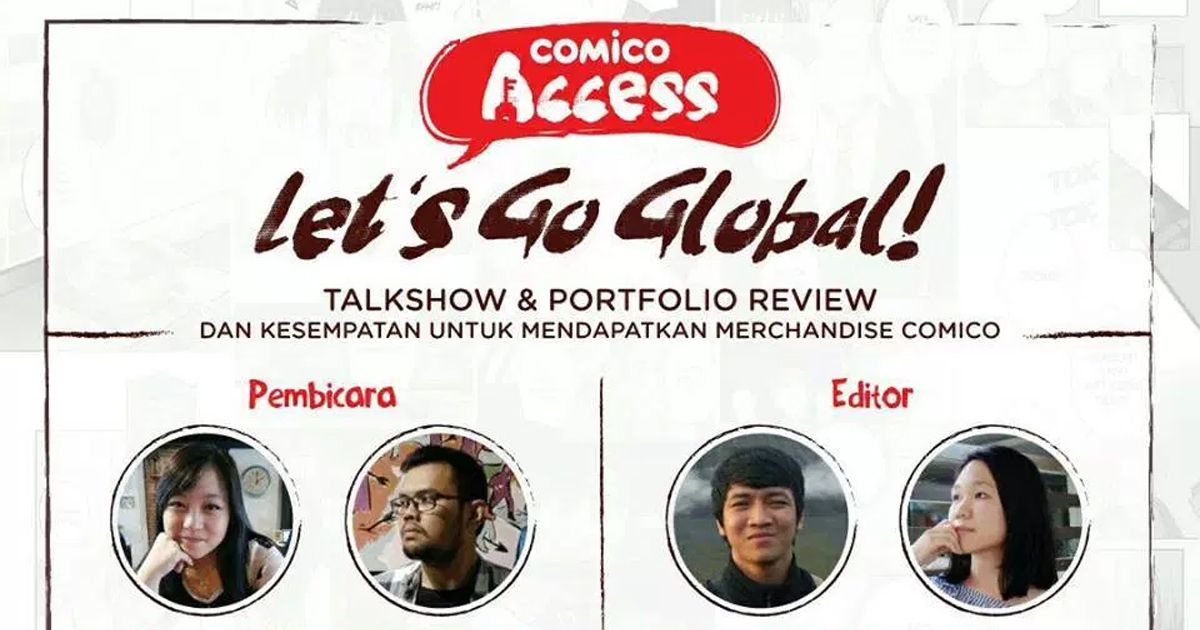 COMICO
Access
Let's Go Global!
TALKSHOW & PORTFOLIO REVIEW
DAN KESEMPATAN UNTUK MENDAPATKAN MERCHANDISE COMICO
Pembicara
Editor